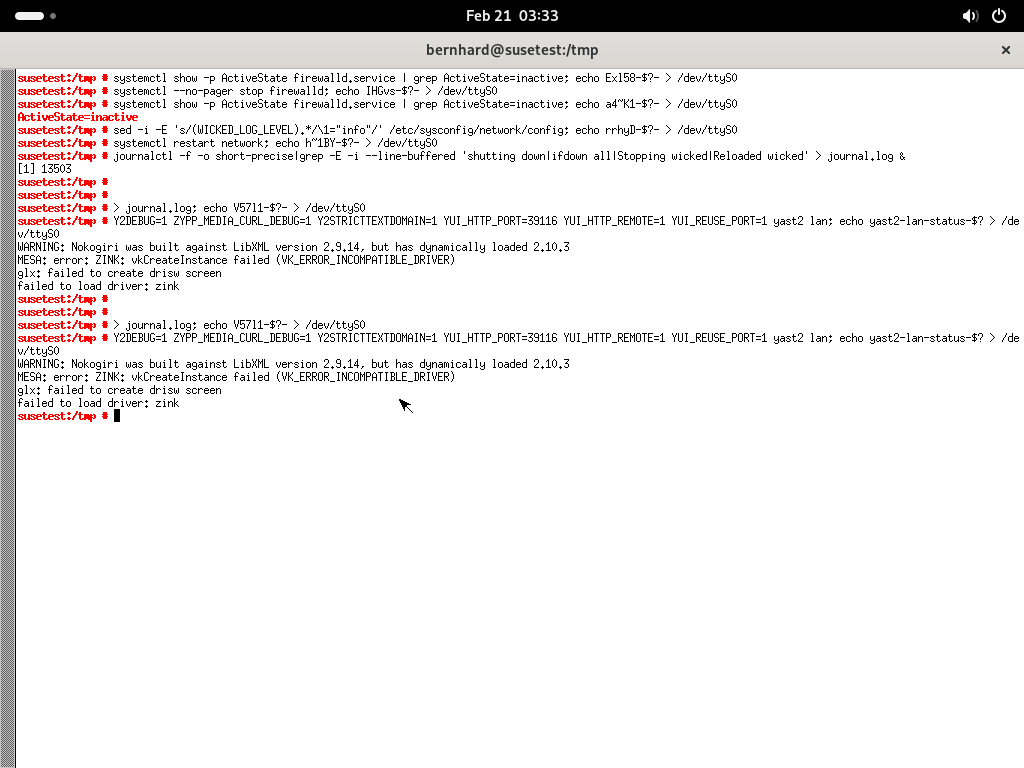 Feb 21 03:33
bernhard@susetest:/tmp
susetest:/tmp # systemctl show -p ActiveState firewalld.service | grep ActiveState=inactive; echo Exl58-$?- > /dev/ttyS0
susetest:/tmp # systemctl --no-pager stop firewalld; echo IHGvs-$?- > /dev/ttyS0
susetest:/tmp # systemctl show -p ActiveState firewalld.service | grep ActiveState=inactive; echo a4~K1-$?- > /dev/ttyS0
ActiveState=inactive
susetest:/tmp # sed -i -E 's/(WICKED_LOG_LEVEL).*/\1="info"/' /etc/sysconfig/network/config; echo rrhyD-$?- > /dev/ttyS0
susetest:/tmp # systemctl restart network; echo h~1BY-$?- > /dev/ttyS0
susetest:/tmp # journalctl -f -o short-precise|grep -E -i --line-buffered 'shutting down|ifdown all|Stopping wicked|Reloaded wicked' > journal.log &
[1] 13503
susetest:/tmp #
susetest:/tmp #
susetest:/tmp # > journal.log; echo V57l1-$?- > /dev/ttyS0
susetest:/tmp # Y2DEBUG=1 ZYPP_MEDIA_CURL_DEBUG=1 Y2STRICTTEXTDOMAIN=1 YUI_HTTP_PORT=39116 YUI_HTTP_REMOTE=1 YUI_REUSE_PORT=1 yast2 lan; echo yast2-lan-status-$? > /de
v/ttyS0
WARNING: Nokogiri was built against LibXML version 2.9.14, but has dynamically loaded 2.10.3
MESA: error: ZINK: vkCreateInstance failed (VK_ERROR_INCOMPATIBLE_DRIVER)
glx: failed to create drisw screen
failed to load driver: zink
susetest:/tmp #
susetest:/tmp #
susetest:/tmp # > journal.log; echo V57l1-$?- > /dev/ttyS0
susetest:/tmp # Y2DEBUG=1 ZYPP_MEDIA_CURL_DEBUG=1 Y2STRICTTEXTDOMAIN=1 YUI_HTTP_PORT=39116 YUI_HTTP_REMOTE=1 YUI_REUSE_PORT=1 yast2 lan; echo yast2-lan-status-$? > /de
v/ttyS0
WARNING: Nokogiri was built against LibXML version 2.9.14, but has dynamically loaded 2.10.3
MESA: error: ZINK: vkCreateInstance failed (VK_ERROR_INCOMPATIBLE_DRIVER)
glx: failed to create drisw screen
failed to load driver: zink
susetest:/tmp #